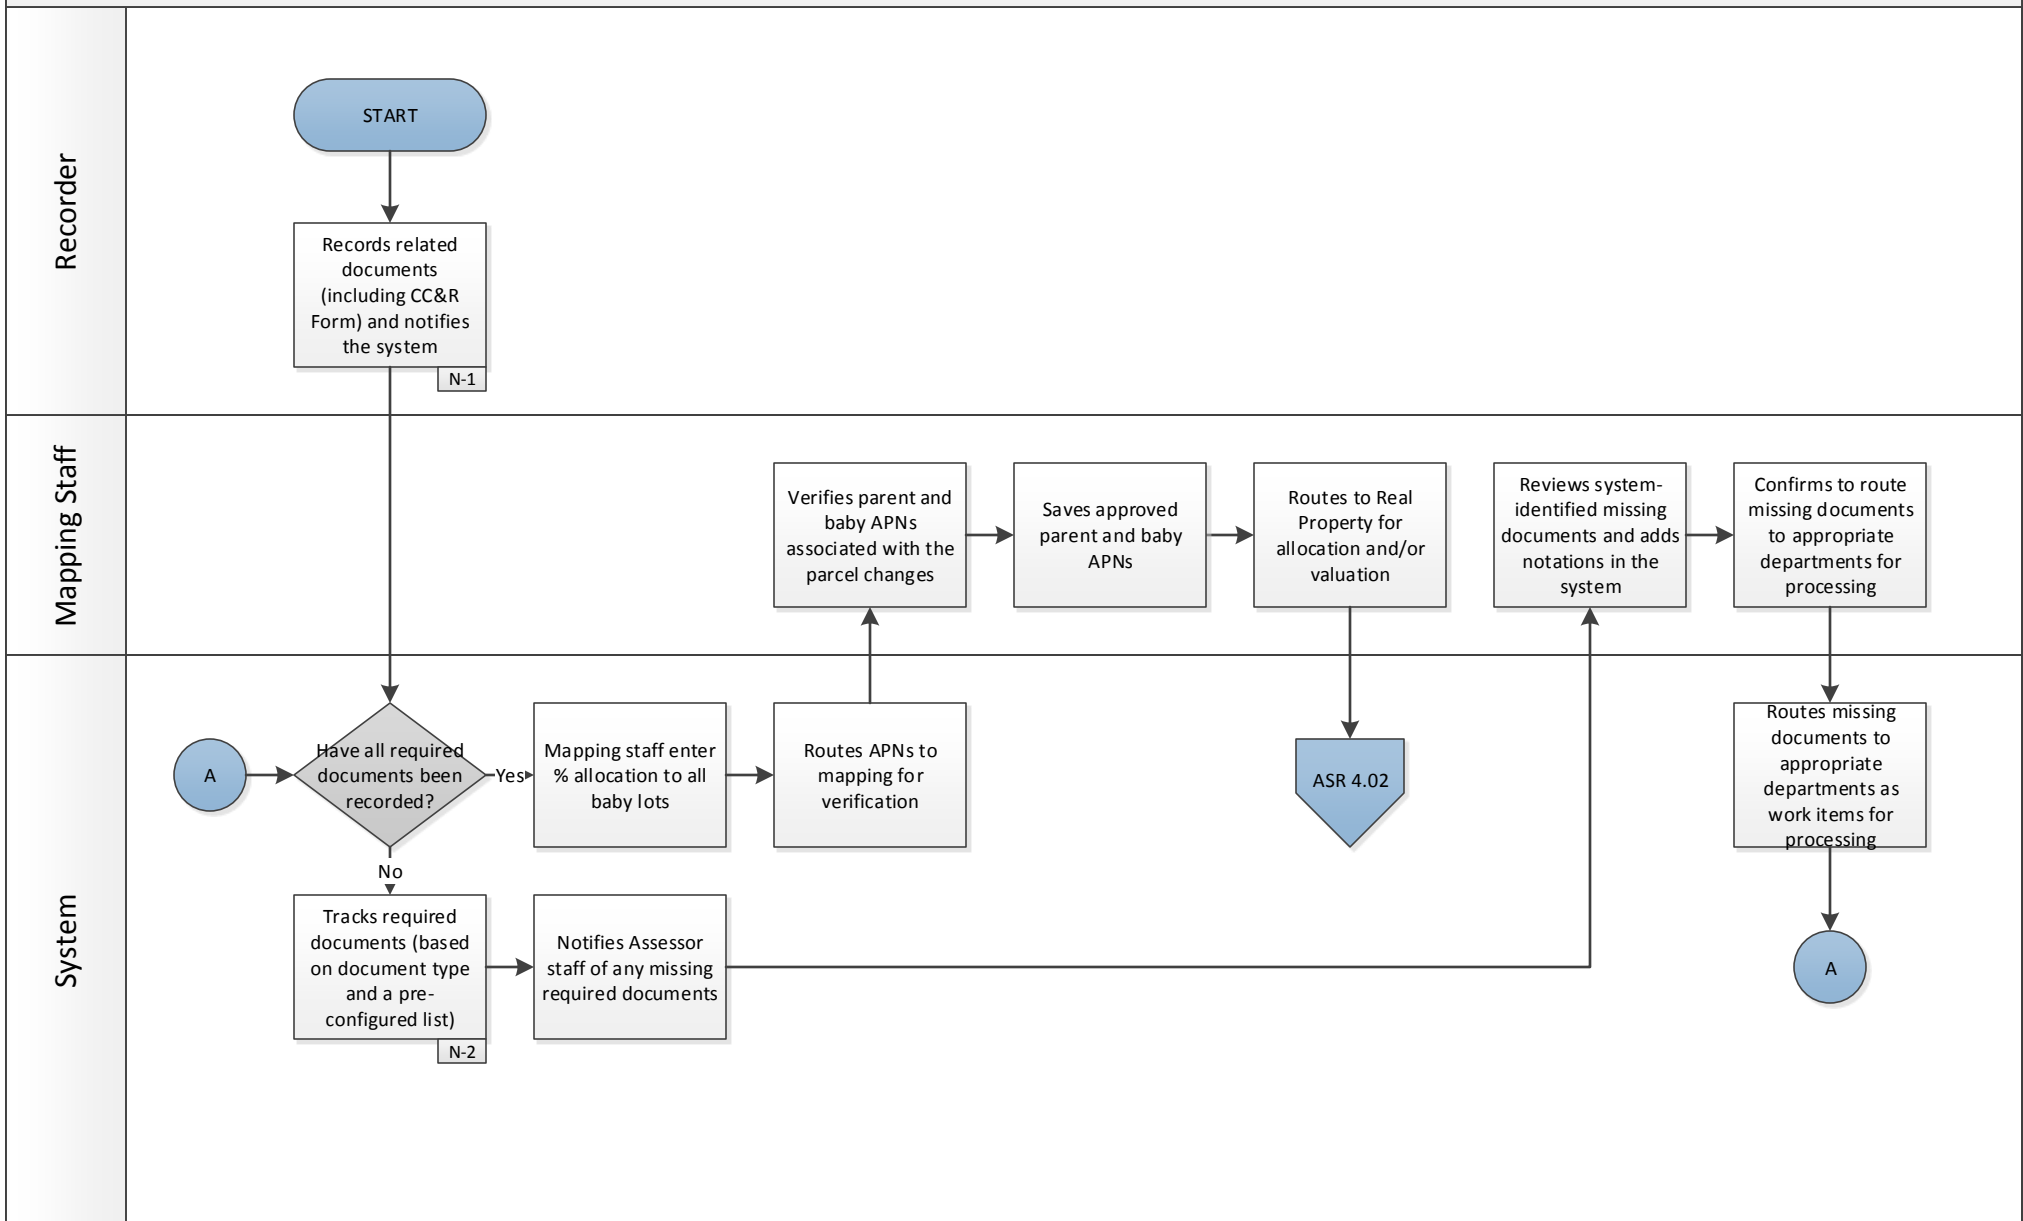 Recorder
START
Records related
documents
(including CC&R
Form) and notifies
the system
N-1
Mapping Staff
Verifies parent and
baby APNs
associated with the
parcel changes
Saves approved
parent and baby
APNs
Routes to Real
Property for
allocation and/or
valuation
Reviews system-
identified missing
documents and adds
notations in the
system
Confirms to route
missing documents
to appropriate
departments for
processing
System
A
Have all required
documents been
recorded?
Yes
Mapping staff enter
% allocation to all
baby lots
Routes APNs to
mapping for
verification
ASR 4.02
Routes missing
documents to
appropriate
departments as
work items for
processing
No
Tracks required
documents (based
on document type
and a pre-
configured list)
N-2
Notifies Assessor
staff of any missing
required documents
A